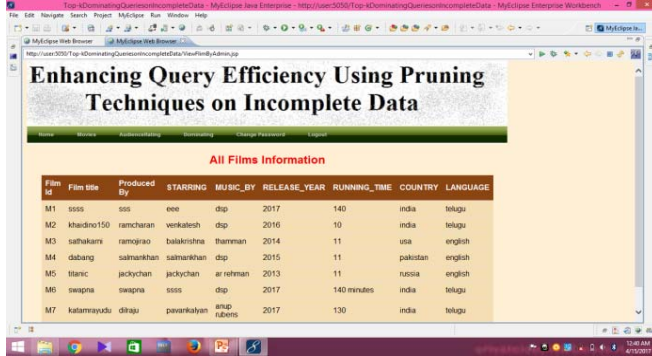 Top-kDominatingQueriesonIncompleteData - MyEclipse Java Enterprise - http://user:5050/Top-kDominatingQueriesonIncompleteData - MyEclipse Enterprise Workbench
File Edit Navigate Search Project MyEclipse Run Window Help
MyEclipse Java E...
MyEclipse Web Browser MyEclipse Web Browser
http://user:5050/Top-kDominatingQueriesonIncompleteData/ViewFilmByAdmin.jsp
Enhancing Query Efficiency Using Pruning
Techniques on Incomplete Data
Home Movies AudienceRating Dominating Change Password Logout
All Films Information
Film Id Film title Produced By STARRING MUSIC_BY RELEASE_YEAR RUNNING_TIME COUNTRY LANGUAGE
M1 ssss sss eee dsp 2017 140 india telugu
M2 khaidino150 ramcharan venkatesh dsp 2016 10 india telugu
M3 sathakarni ramojirao balakrishna thamman 2014 11 usa english
M4 dabang salmankhan salmankhan dsp 2015 11 pakistan english
M5 titanic jackychan jackychan ar rehman 2013 11 russia english
M6 swapna swapna ssss dsp 2017 140 minutes india telugu
M7 katamrayudu dilraju pavankalyan anup rubens 2017 130 india telugu
12:48 AM
4/15/2017